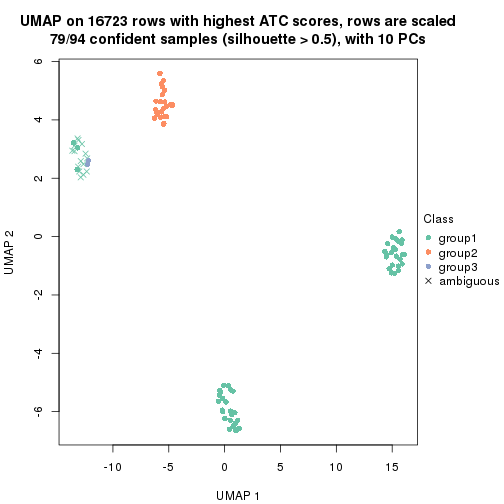 UMAP on 16723 rows with highest ATC scores, rows are scaled
79/94 confident samples (silhouette > 0.5), with 10 PCs
6
4
2
0
-2
-4
-6
UMAP 2
-10
-5
0
5
10
15
UMAP 1
Class
group1
group2
group3
ambiguous